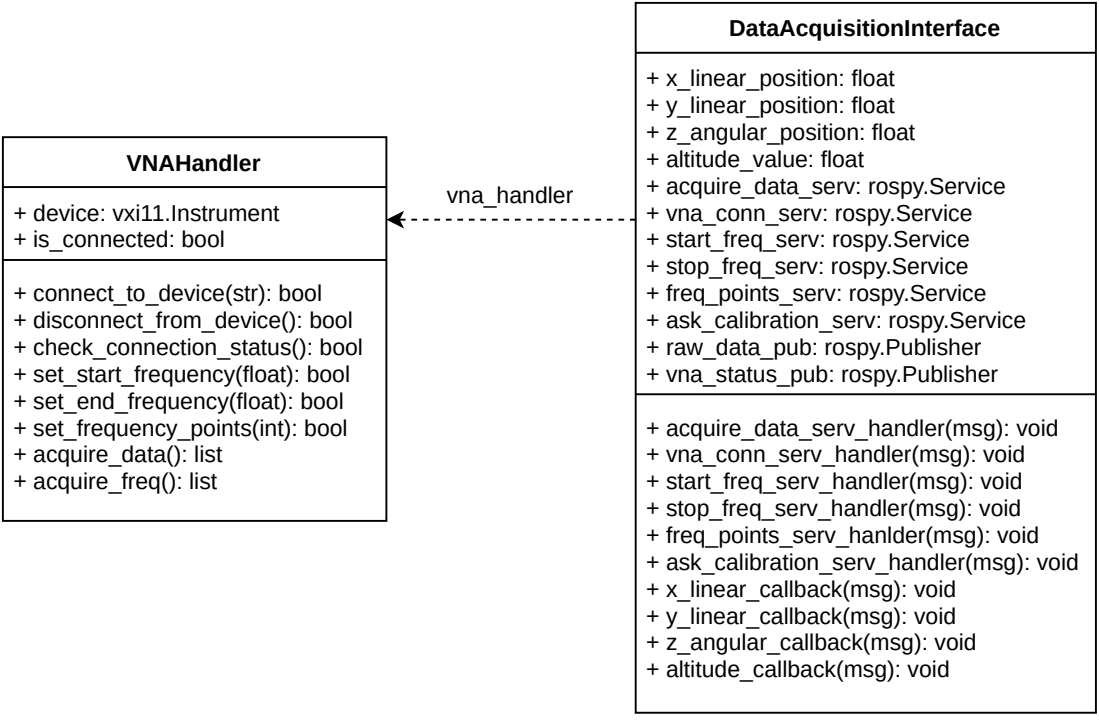 VNAHandler
+ device: vxi11.Instrument
+ is_connected: bool
+ connect_to_device(str): bool
+ disconnect_from_device(): bool
+ check_connection_status(): bool
+ set_start_frequency(float): bool
+ set_end_frequency(float): bool
+ set_frequency_points(int): bool
+ acquire_data(): list
+ acquire_freq(): list
vna_handler
DataAcquisitionInterface
+ x_linear_position: float
+ y_linear_position: float
+ z_angular_position: float
+ altitude_value: float
+ acquire_data_serv: rospy.Service
+ vna_conn_serv: rospy.Service
+ start_freq_serv: rospy.Service
+ stop_freq_serv: rospy.Service
+ freq_points_serv: rospy.Service
+ ask_calibration_serv: rospy.Service
+ raw_data_pub: rospy.Publisher
+ vna_status_pub: rospy.Publisher
+ acquire_data_serv_handler(msg): void
+ vna_conn_serv_handler(msg): void
+ start_freq_serv_handler(msg): void
+ stop_freq_serv_handler(msg): void
+ freq_points_serv_hanlder(msg): void
+ ask_calibration_serv_handler(msg): void
+ x_linear_callback(msg): void
+ y_linear_callback(msg): void
+ z_angular_callback(msg): void
+ altitude_callback(msg): void